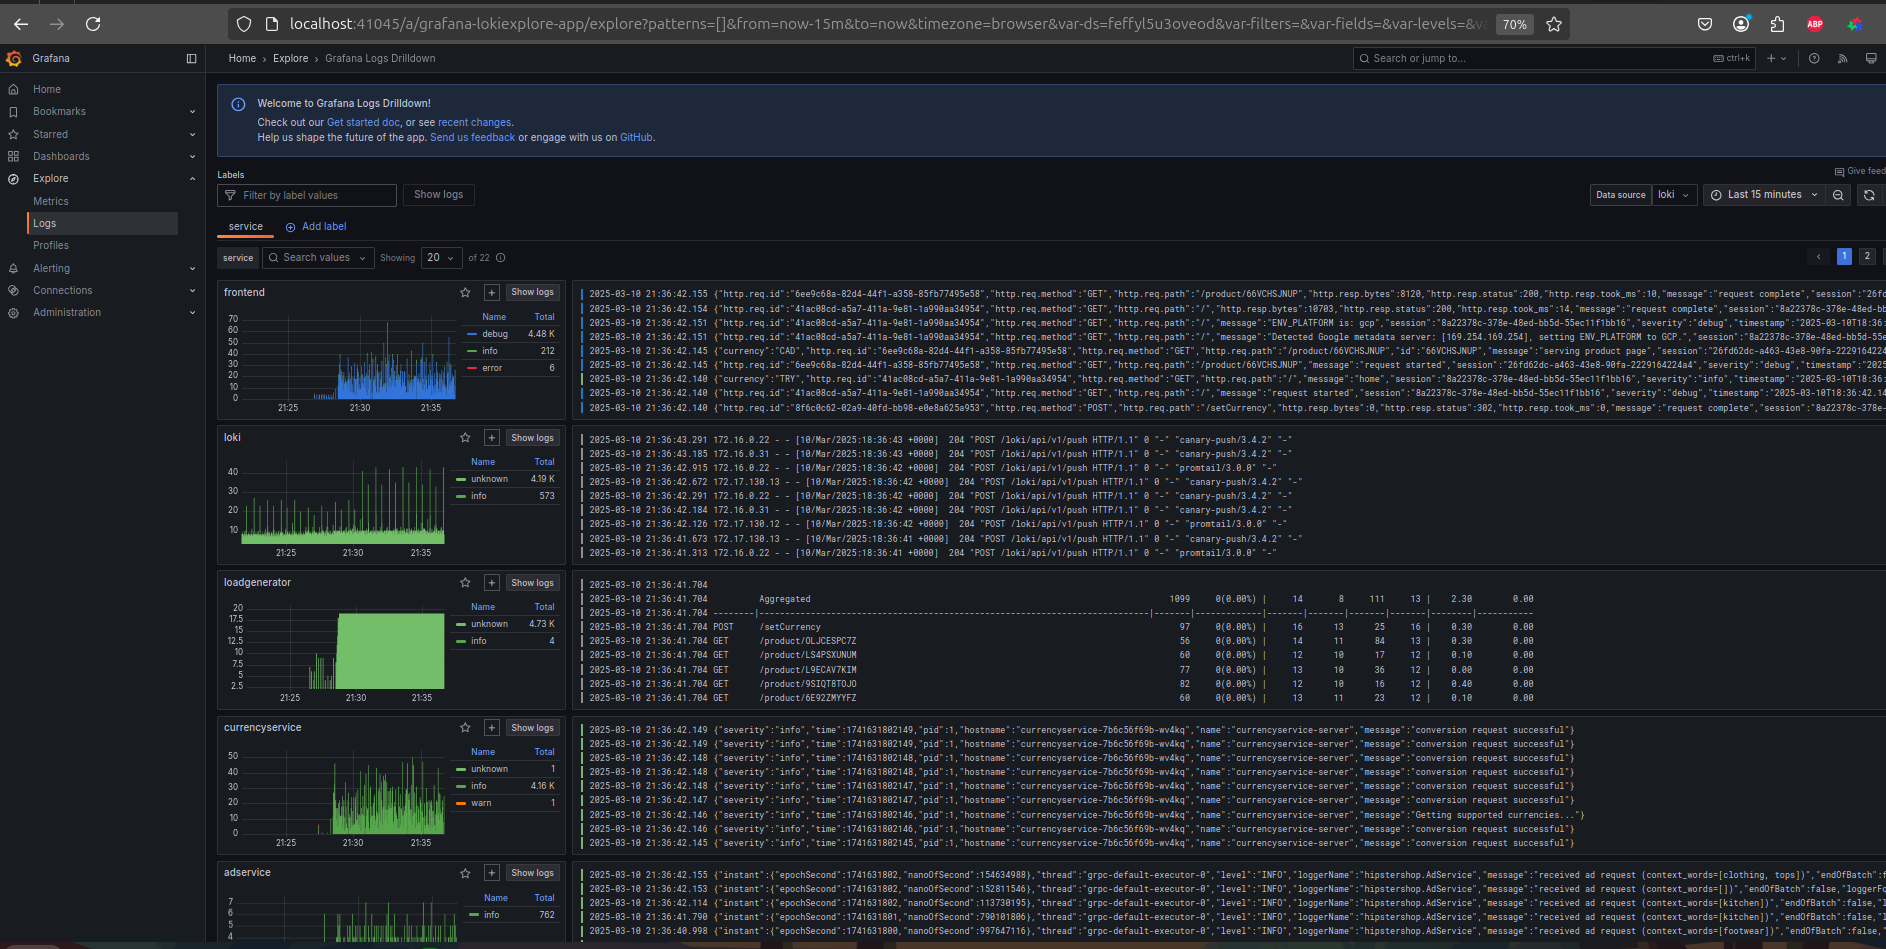 localhost:41045/a/grafana-lokiexplore-app/explore?patterns=[]&from=now-15m&to=now&timezone=browser&var-ds=feffyl5u3oveod&var-filters=&var-fields=&var-levels=&
70%
ABP
Grafana
Home › Explore › Grafana Logs Drilldown
Search or jump to...
ctrl+k
Home
Bookmarks
Starred
Dashboards
Explore
Metrics
Logs
Profiles
Alerting
Connections
Administration
Welcome to Grafana Logs Drilldown!
Check out our Get started doc, or see recent changes.
Help us shape the future of the app. Send us feedback or engage with us on GitHub.
Give feed
Labels
Filter by label values
Show logs
Data source
loki
Last 15 minutes
service
Add label
service
Search values
Showing
20
of 22
1
2
frontend
Show logs
Name Total
debug 4.48 K
info 212
error 6
70
60
50
40
30
20
10
0
21:25 21:30 21:35
2025-03-10 21:36:42.155 {"http.req.id":"6ee9c68a-82d4-44f1-a358-85fb77495e58","http.req.method":"GET","http.req.path":"/product/66VCHSJNUP","http.resp.bytes":8120,"http.resp.status":200,"http.resp.took_ms":10,"message":"request complete","session":"26fd
2025-03-10 21:36:42.154 {"http.req.id":"41ac08cd-a5a7-411a-9e81-1a990aa34954","http.req.method":"GET","http.req.path":"/","http.resp.bytes":10703,"http.resp.status":200,"http.resp.took_ms":14,"message":"request complete","session":"8a22378c-378e-48ed-bb
2025-03-10 21:36:42.151 {"http.req.id":"41ac08cd-a5a7-411a-9e81-1a990aa34954","http.req.method":"GET","http.req.path":"/","message":"ENV_PLATFORM is: gcp","session":"8a22378c-378e-48ed-bb5d-55ec11f1bb16","severity":"debug","timestamp":"2025-03-10T18:36:
2025-03-10 21:36:42.151 {"http.req.id":"41ac08cd-a5a7-411a-9e81-1a990aa34954","http.req.method":"GET","http.req.path":"/","message":"Detected Google metadata server: [169.254.169.254], setting ENV_PLATFORM to GCP.","session":"8a22378c-378e-48ed-bb5d-55e
2025-03-10 21:36:42.145 {"currency":"CAD","http.req.id":"6ee9c68a-82d4-44f1-a358-85fb77495e58","http.req.method":"GET","http.req.path":"/product/66VCHSJNUP","id":"66VCHSJNUP","message":"serving product page","session":"26fd62dc-a463-43e8-90fa-2229164224
2025-03-10 21:36:42.145 {"http.req.id":"6ee9c68a-82d4-44f1-a358-85fb77495e58","http.req.method":"GET","http.req.path":"/product/66VCHSJNUP","message":"request started","session":"26fd62dc-a463-43e8-90fa-2229164224a4","severity":"debug","timestamp":"2025
2025-03-10 21:36:42.140 {"currency":"TRY","http.req.id":"41ac08cd-a5a7-411a-9e81-1a990aa34954","http.req.method":"GET","http.req.path":"/","message":"home","session":"8a22378c-378e-48ed-bb5d-55ec11f1bb16","severity":"info","timestamp":"2025-03-10T18:36:
2025-03-10 21:36:42.140 {"http.req.id":"41ac08cd-a5a7-411a-9e81-1a990aa34954","http.req.method":"GET","http.req.path":"/","message":"request started","session":"8a22378c-378e-48ed-bb5d-55ec11f1bb16","severity":"debug","timestamp":"2025-03-10T18:36:42.14
2025-03-10 21:36:42.140 {"http.req.id":"8f6c0c62-02a9-40fd-bb98-e0e8a625a953","http.req.method":"POST","http.req.path":"/setCurrency","http.resp.bytes":0,"http.resp.status":302,"http.resp.took_ms":0,"message":"request complete","session":"8a22378c-378e-
loki
Show logs
Name Total
unknown 4.19 K
info 573
40
30
20
10
21:25 21:30 21:35
2025-03-10 21:36:43.291 172.16.0.22 - - [10/Mar/2025:18:36:43 +0000]  204 "POST /loki/api/v1/push HTTP/1.1" 0 "-" "canary-push/3.4.2" "-"
2025-03-10 21:36:43.185 172.16.0.31 - - [10/Mar/2025:18:36:43 +0000]  204 "POST /loki/api/v1/push HTTP/1.1" 0 "-" "canary-push/3.4.2" "-"
2025-03-10 21:36:42.915 172.16.0.22 - - [10/Mar/2025:18:36:42 +0000]  204 "POST /loki/api/v1/push HTTP/1.1" 0 "-" "promtail/3.0.0" "-"
2025-03-10 21:36:42.672 172.17.130.13 - - [10/Mar/2025:18:36:42 +0000]  204 "POST /loki/api/v1/push HTTP/1.1" 0 "-" "canary-push/3.4.2" "-"
2025-03-10 21:36:42.291 172.16.0.22 - - [10/Mar/2025:18:36:42 +0000]  204 "POST /loki/api/v1/push HTTP/1.1" 0 "-" "canary-push/3.4.2" "-"
2025-03-10 21:36:42.184 172.16.0.31 - - [10/Mar/2025:18:36:42 +0000]  204 "POST /loki/api/v1/push HTTP/1.1" 0 "-" "canary-push/3.4.2" "-"
2025-03-10 21:36:42.126 172.17.130.12 - - [10/Mar/2025:18:36:42 +0000]  204 "POST /loki/api/v1/push HTTP/1.1" 0 "-" "promtail/3.0.0" "-"
2025-03-10 21:36:41.673 172.17.130.13 - - [10/Mar/2025:18:36:41 +0000]  204 "POST /loki/api/v1/push HTTP/1.1" 0 "-" "canary-push/3.4.2" "-"
2025-03-10 21:36:41.313 172.16.0.22 - - [10/Mar/2025:18:36:41 +0000]  204 "POST /loki/api/v1/push HTTP/1.1" 0 "-" "promtail/3.0.0" "-"
loadgenerator
Show logs
Name Total
unknown 4.73 K
info 4
20
17.5
15
12.5
10
7.5
5
2.5
21:25 21:30 21:35
2025-03-10 21:36:41.704
2025-03-10 21:36:41.704 Aggregated 1099 0(0.00%) | 14 8 111 13 | 2.30 0.00
2025-03-10 21:36:41.704 --------|--------------------------------------------------------------------------|-------|-------------|-------|-------|-------|-------|--------|-----------
2025-03-10 21:36:41.704 POST /setCurrency 97 0(0.00%) | 16 13 25 16 | 0.30 0.00
2025-03-10 21:36:41.704 GET /product/OLJCESPC7Z 56 0(0.00%) | 14 11 84 13 | 0.30 0.00
2025-03-10 21:36:41.704 GET /product/LS4PSXUNUM 60 0(0.00%) | 12 10 17 12 | 0.10 0.00
2025-03-10 21:36:41.704 GET /product/L9ECAV7KIM 77 0(0.00%) | 13 10 36 12 | 0.00 0.00
2025-03-10 21:36:41.704 GET /product/9SIQT8TOJO 82 0(0.00%) | 12 10 16 12 | 0.40 0.00
2025-03-10 21:36:41.704 GET /product/6E92ZMYYFZ 60 0(0.00%) | 13 11 23 12 | 0.10 0.00
currencyservice
Show logs
Name Total
unknown 1
info 4.16 K
warn 1
50
40
30
20
10
0
21:25 21:30 21:35
2025-03-10 21:36:42.149 {"severity":"info","time":1741631802149,"pid":1,"hostname":"currencyservice-7b6c56f69b-wv4kq","name":"currencyservice-server","message":"conversion request successful"}
2025-03-10 21:36:42.149 {"severity":"info","time":1741631802149,"pid":1,"hostname":"currencyservice-7b6c56f69b-wv4kq","name":"currencyservice-server","message":"conversion request successful"}
2025-03-10 21:36:42.148 {"severity":"info","time":1741631802148,"pid":1,"hostname":"currencyservice-7b6c56f69b-wv4kq","name":"currencyservice-server","message":"conversion request successful"}
2025-03-10 21:36:42.148 {"severity":"info","time":1741631802148,"pid":1,"hostname":"currencyservice-7b6c56f69b-wv4kq","name":"currencyservice-server","message":"conversion request successful"}
2025-03-10 21:36:42.148 {"severity":"info","time":1741631802148,"pid":1,"hostname":"currencyservice-7b6c56f69b-wv4kq","name":"currencyservice-server","message":"conversion request successful"}
2025-03-10 21:36:42.147 {"severity":"info","time":1741631802147,"pid":1,"hostname":"currencyservice-7b6c56f69b-wv4kq","name":"currencyservice-server","message":"conversion request successful"}
2025-03-10 21:36:42.146 {"severity":"info","time":1741631802146,"pid":1,"hostname":"currencyservice-7b6c56f69b-wv4kq","name":"currencyservice-server","message":"Getting supported currencies..."}
2025-03-10 21:36:42.146 {"severity":"info","time":1741631802146,"pid":1,"hostname":"currencyservice-7b6c56f69b-wv4kq","name":"currencyservice-server","message":"conversion request successful"}
2025-03-10 21:36:42.145 {"severity":"info","time":1741631802145,"pid":1,"hostname":"currencyservice-7b6c56f69b-wv4kq","name":"currencyservice-server","message":"conversion request successful"}
adservice
Show logs
Name Total
info 762
7
6
5
4
2025-03-10 21:36:42.155 {"instant":{"epochSecond":1741631802,"nanoOfSecond":154634988},"thread":"grpc-default-executor-0","level":"INFO","loggerName":"hipstershop.AdService","message":"received ad request (context_words=[clothing, tops])","endOfBatch":f
2025-03-10 21:36:42.153 {"instant":{"epochSecond":1741631802,"nanoOfSecond":152811546},"thread":"grpc-default-executor-0","level":"INFO","loggerName":"hipstershop.AdService","message":"received ad request (context_words=[])","endOfBatch":false,"loggerFc
2025-03-10 21:36:42.114 {"instant":{"epochSecond":1741631802,"nanoOfSecond":113730195},"thread":"grpc-default-executor-0","level":"INFO","loggerName":"hipstershop.AdService","message":"received ad request (context_words=[kitchen])","endOfBatch":false,"l
2025-03-10 21:36:41.790 {"instant":{"epochSecond":1741631801,"nanoOfSecond":790101806},"thread":"grpc-default-executor-0","level":"INFO","loggerName":"hipstershop.AdService","message":"received ad request (context_words=[kitchen])","endOfBatch":false,"l
2025-03-10 21:36:40.998 {"instant":{"epochSecond":1741631800,"nanoOfSecond":997647116},"thread":"grpc-default-executor-0","level":"INFO","loggerName":"hipstershop.AdService","message":"received ad request (context_words=[footwear])","endOfBatch":false,